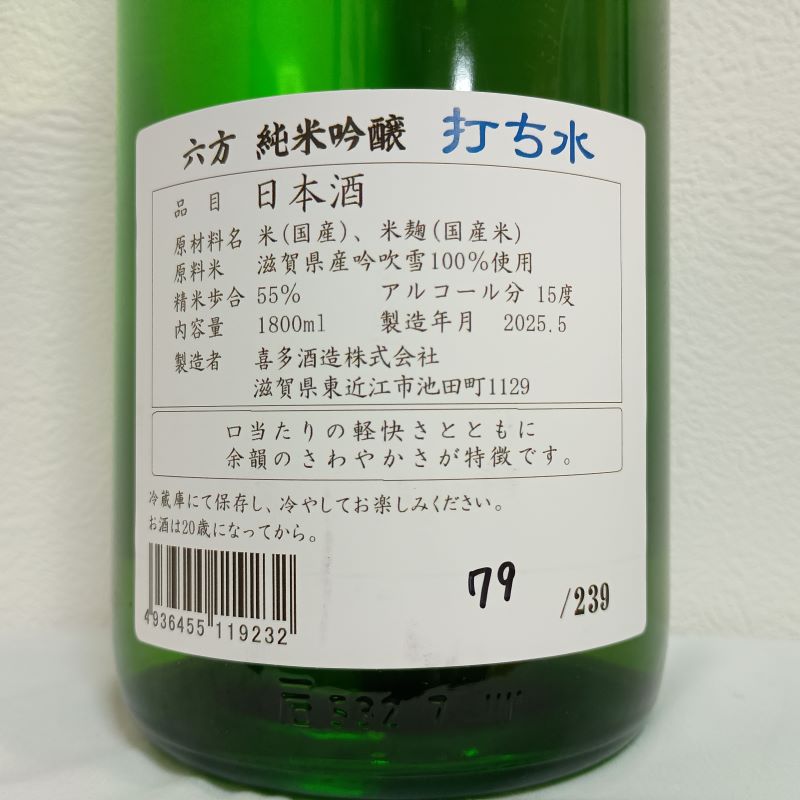 六方 純米吟醸 打ち水
品目 日本酒
原材料名 米(国産)、米麹(国産米)
原料米 滋賀県産吟吹雪100%使用
精米歩合 55% アルコール分 15度
内容量 1800ml 製造年月 2025.5
製造者 喜多酒造株式会社
滋賀県東近江市池田町1129
口当たりの軽快さとともに
余韻のさわやかさが特徴です。
冷蔵庫にて保存し、冷やしてお楽しみください。
お酒は20歳になってから。
79 /239
4936455 119232